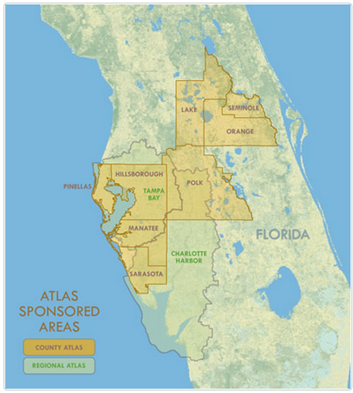 LAKE
SEMINOLE
ORANGE
HILLSBOROUGH
PINELLAS
TAMPA
BAY
POLK
MANATEE
FLORIDA
CHARLOTTE
HARBOR
SARASOTA
ATLAS
SPONSORED
AREAS
COUNTY ATLAS
REGIONAL ATLAS